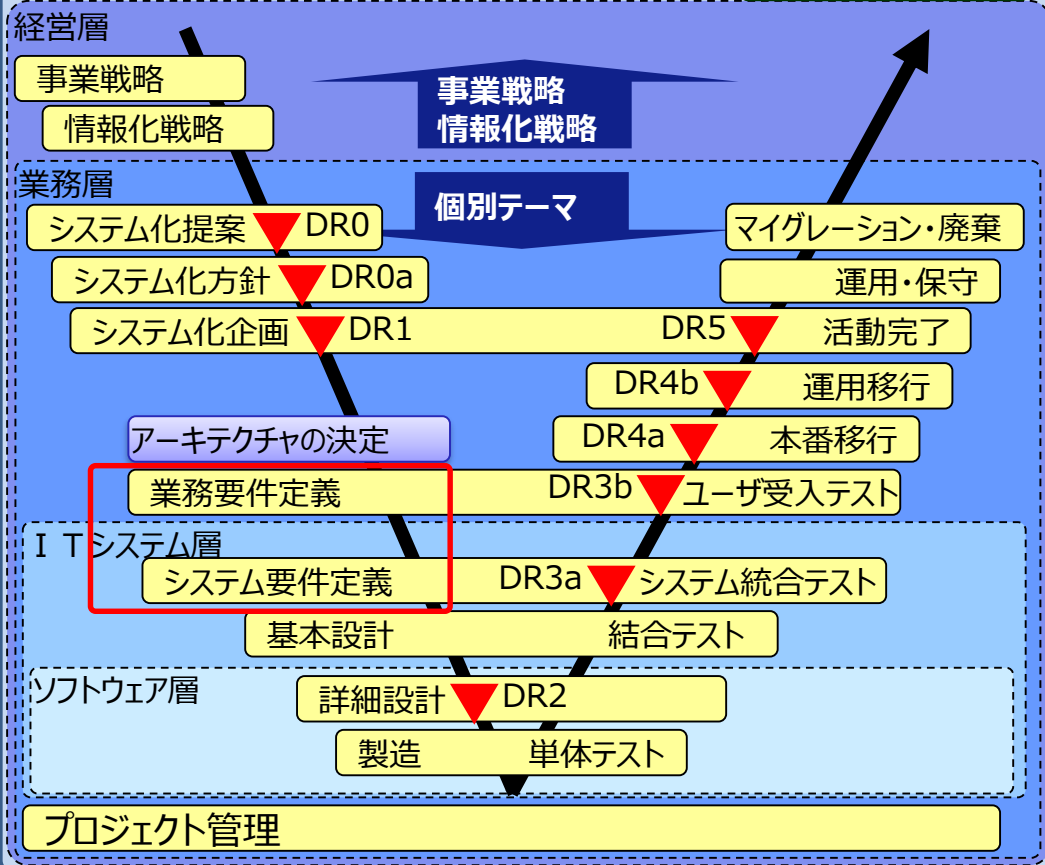 経営層
事業戦略
情報化戦略
事業戦略
情報化戦略
業務層
個別テーマ
システム化提案 DR0
マイグレーション・廃棄
システム化方針 DR0a
運用・保守
システム化企画 DR1 DR5 活動完了
DR4b 運用移行
アーキテクチャの決定
DR4a 本番移行
業務要件定義 DR3b ユーザ受入テスト
ITシステム層
システム要件定義 DR3a システム統合テスト
基本設計 結合テスト
ソフトウェア層
詳細設計 DR2
製造 単体テスト
プロジェクト管理